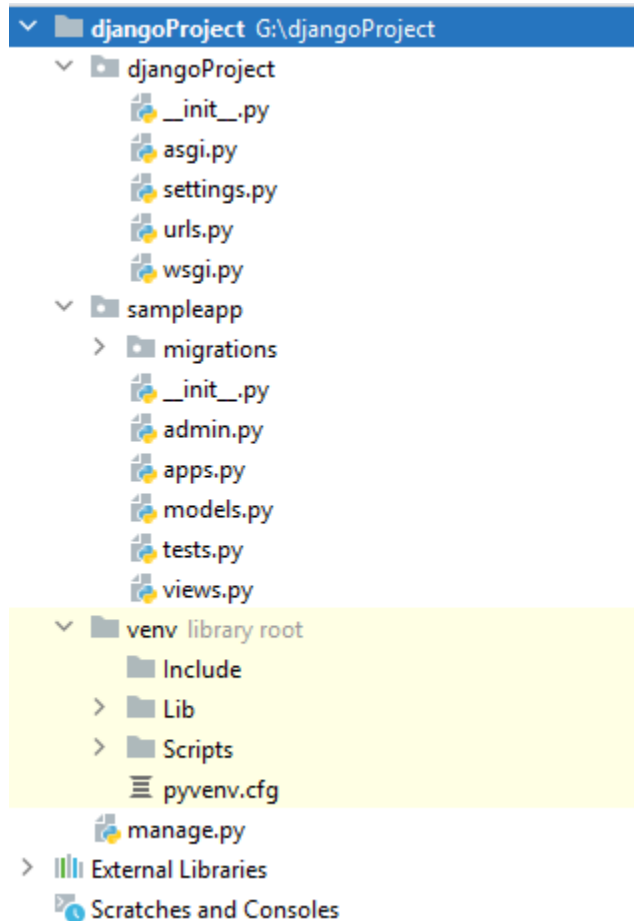 djangoProject G:\djangoProject
djangoProject
__init__.py
asgi.py
settings.py
urls.py
wsgi.py
sampleapp
migrations
__init__.py
admin.py
apps.py
models.py
tests.py
views.py
venv library root
Include
Lib
Scripts
pyvenv.cfg
manage.py
External Libraries
Scratches and Consoles